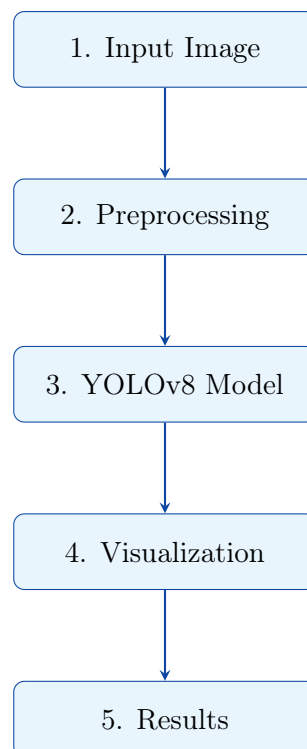 1. Input Image
2. Preprocessing
3. YOLOv8 Model
4. Visualization
5. Results